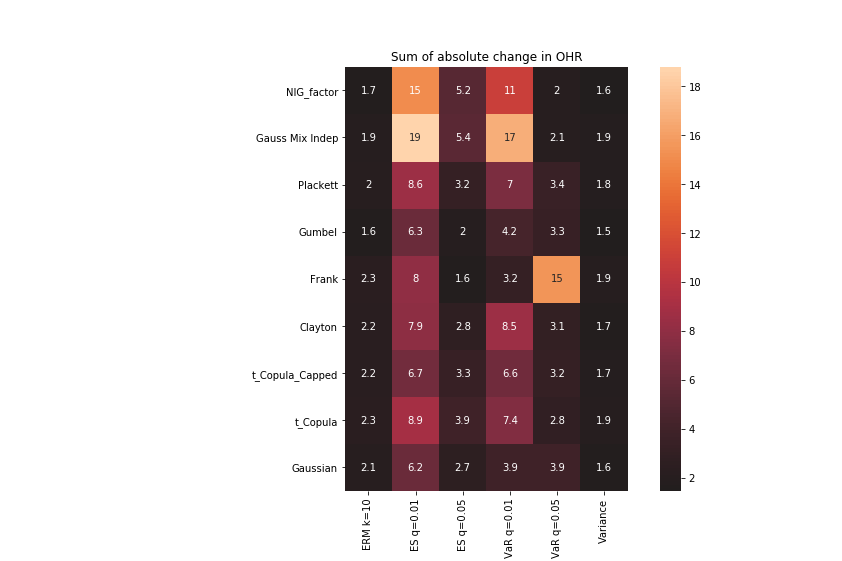 Sum of absolute change in OHR
NIG_factor 1.7 15 5.2 11 2 1.6
Gauss Mix Indep 1.9 19 5.4 17 2.1 1.9
Plackett 2 8.6 3.2 7 3.4 1.8
Gumbel 1.6 6.3 2 4.2 3.3 1.5
Frank 2.3 8 1.6 3.2 15 1.9
Clayton 2.2 7.9 2.8 8.5 3.1 1.7
t_Copula_Capped 2.2 6.7 3.3 6.6 3.2 1.7
t_Copula 2.3 8.9 3.9 7.4 2.8 1.9
Gaussian 2.1 6.2 2.7 3.9 3.9 1.6
ERM k=10
ES q=0.01
ES q=0.05
VaR q=0.01
VaR q=0.05
Variance
18
16
14
12
10
8
6
4
2